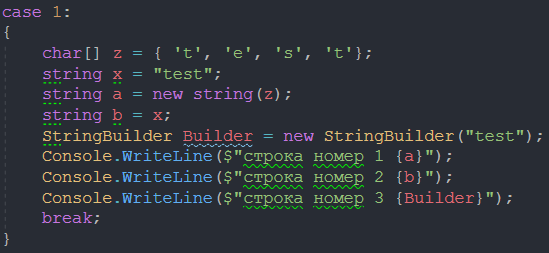 case 1:
{
char[] z = { 't', 'e', 's', 't'};
string x = "test";
string a = new string(z);
string b = x;
StringBuilder Builder = new StringBuilder("test");
Console.WriteLine($"строка номер 1 {a}");
Console.WriteLine($"строка номер 2 {b}");
Console.WriteLine($"строка номер 3 {Builder}");
break;
}